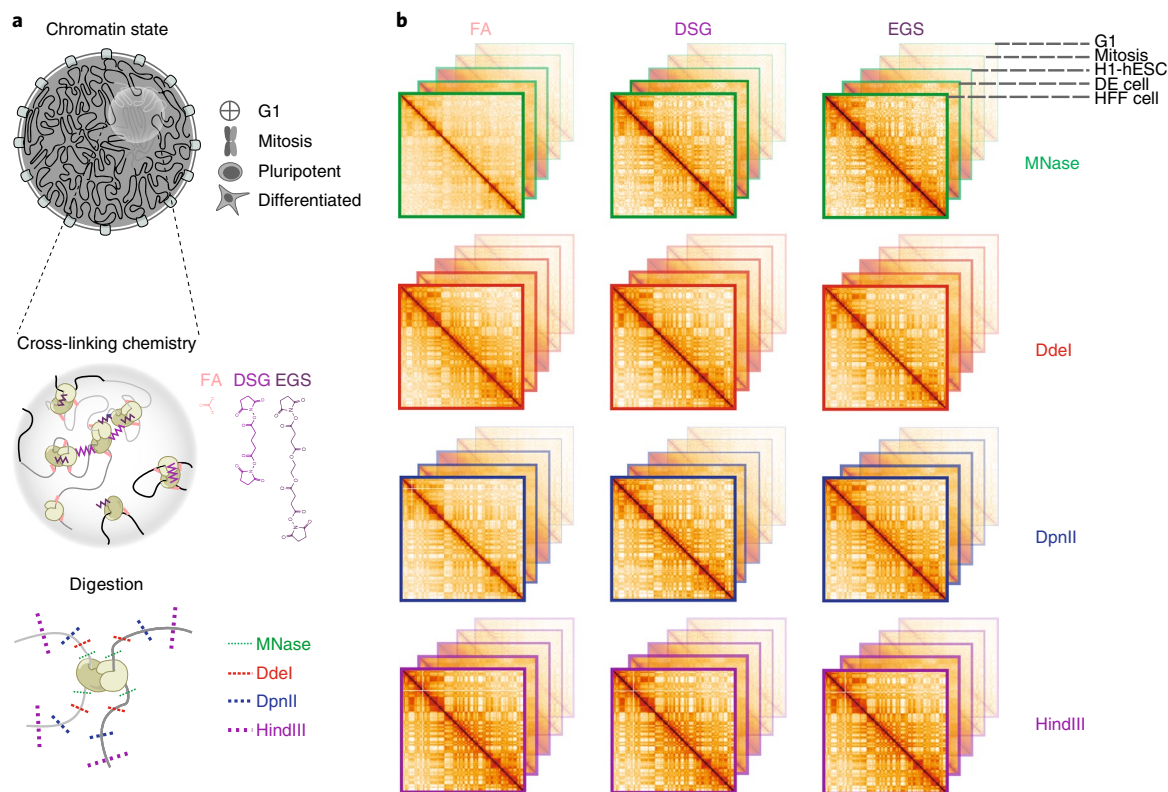 a
Chromatin state
G1
Mitosis
Pluripotent
Differentiated
Cross-linking chemistry
FA DSG EGS
Digestion
MNase
DdeI
DpnII
HindIII
b
FA DSG EGS
G1
Mitosis
H1-hESC
DE cell
HFF cell
MNase
DdeI
DpnII
HindIII